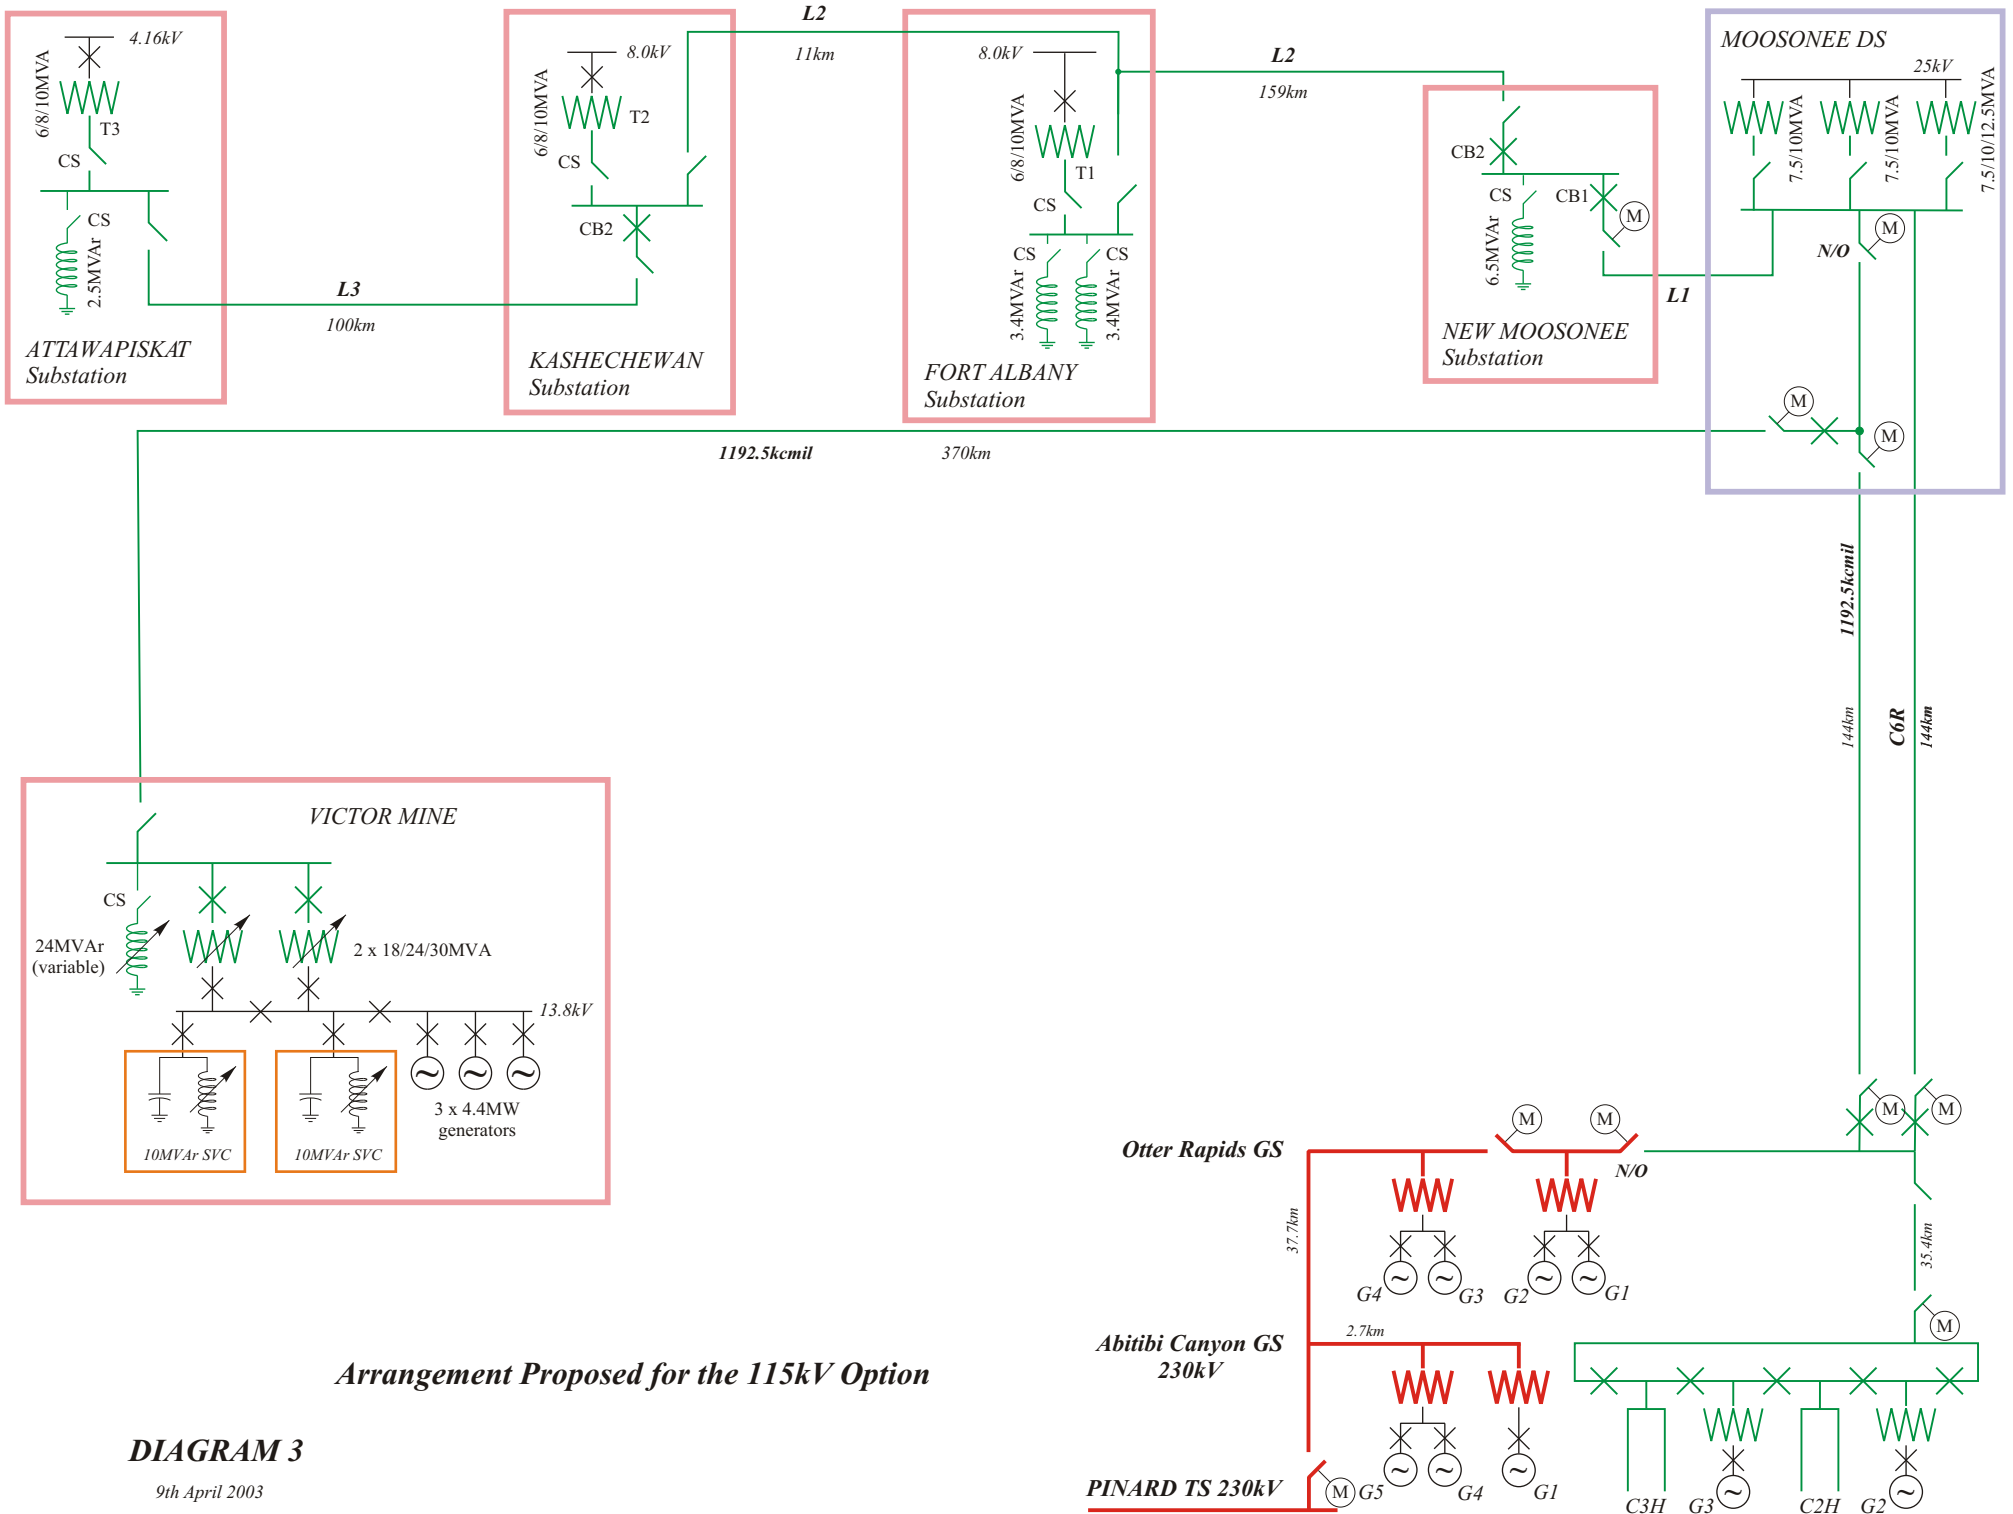 L2
11km
L2
159km
4.16kV
6/8/10MVA
T3
CS
CS
2.5MVAr
ATTAWAPISKAT
Substation
L3
100km
8.0kV
6/8/10MVA
T2
CS
CB2
KASHECHEWAN
Substation
8.0kV
6/8/10MVA
T1
CS
CS
CS
3.4MVAr
3.4MVAr
FORT ALBANY
Substation
CB2
CS
CB1
M
6.5MVAr
NEW MOOSONEE
Substation
L1
MOOSONEE DS
25kV
7.5/10MVA
7.5/10MVA
7.5/10/12.5MVA
M
N/O
M
M
1192.5kcmil
370km
1192.5kcmil
144km
C6R
144km
VICTOR MINE
CS
24MVAr
(variable)
2 x 18/24/30MVA
13.8kV
10MVAr SVC
10MVAr SVC
3 x 4.4MW
generators
M
M
M
M
Otter Rapids GS
N/O
37.7km
35.4km
G4
G3
G2
G1
M
Abitibi Canyon GS
230kV
2.7km
PINARD TS 230kV
M
G5
G4
G1
C3H
G3
C2H
G2
Arrangement Proposed for the 115kV Option
DIAGRAM 3
9th April 2003